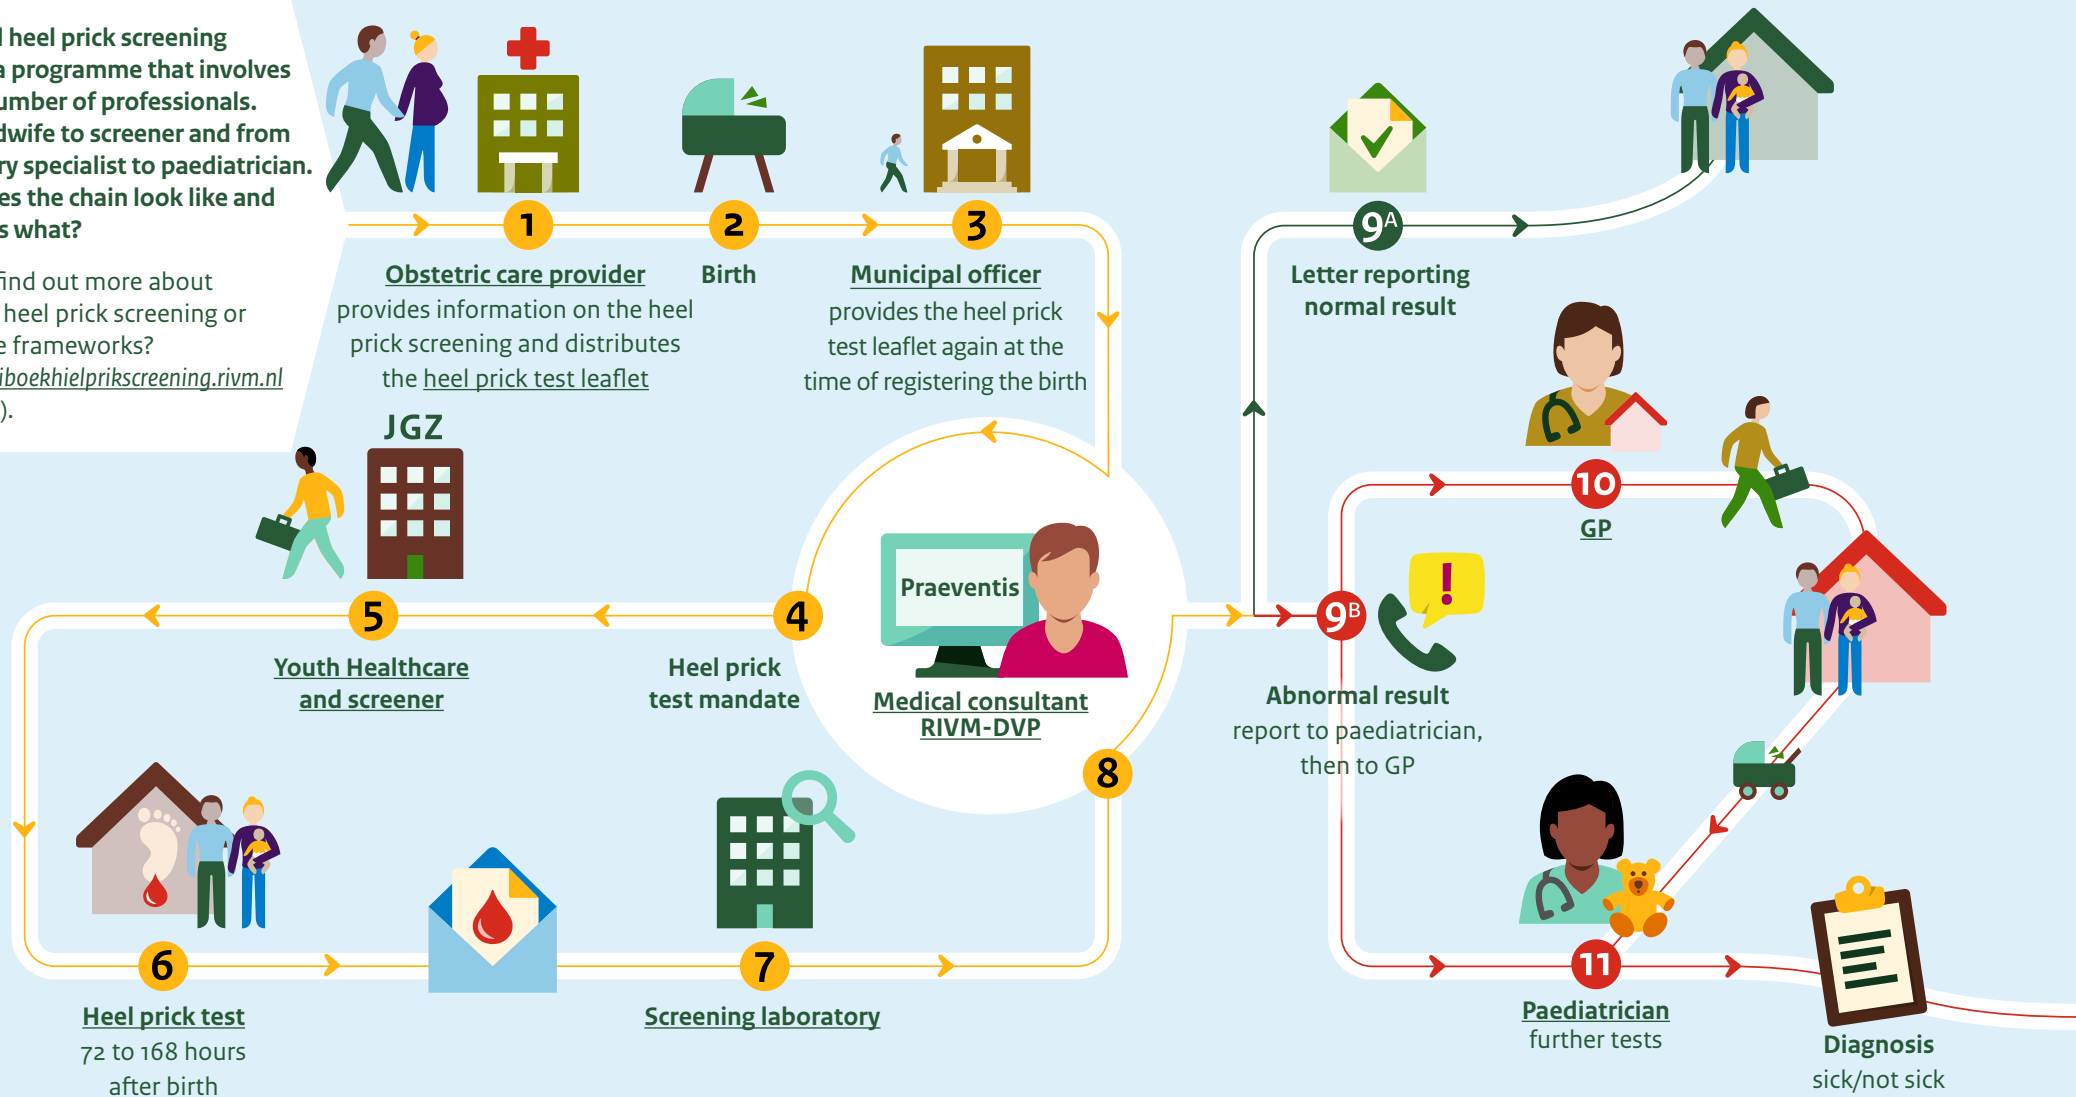 heel prick screening
a programme that involves
number of professionals.
dwife to screener and from
ry specialist to paediatrician.
es the chain look like and
s what?
find out more about
heel prick screening or
e frameworks?
iboekhielprikscreening.rivm.nl
).
1
Obstetric care provider
provides information on the heel
prick screening and distributes
the heel prick test leaflet
2
Birth
3
Municipal officer
provides the heel prick
test leaflet again at the
time of registering the birth
Praeventis
Medical consultant
RIVM-DVP
4
Heel prick
test mandate
JGZ
5
Youth Healthcare
and screener
6
Heel prick test
72 to 168 hours
after birth
7
Screening laboratory
8
9A
Letter reporting
normal result
9B
!
Abnormal result
report to paediatrician,
then to GP
10
GP
11
Paediatrician
further tests
Diagnosis
sick/not sick